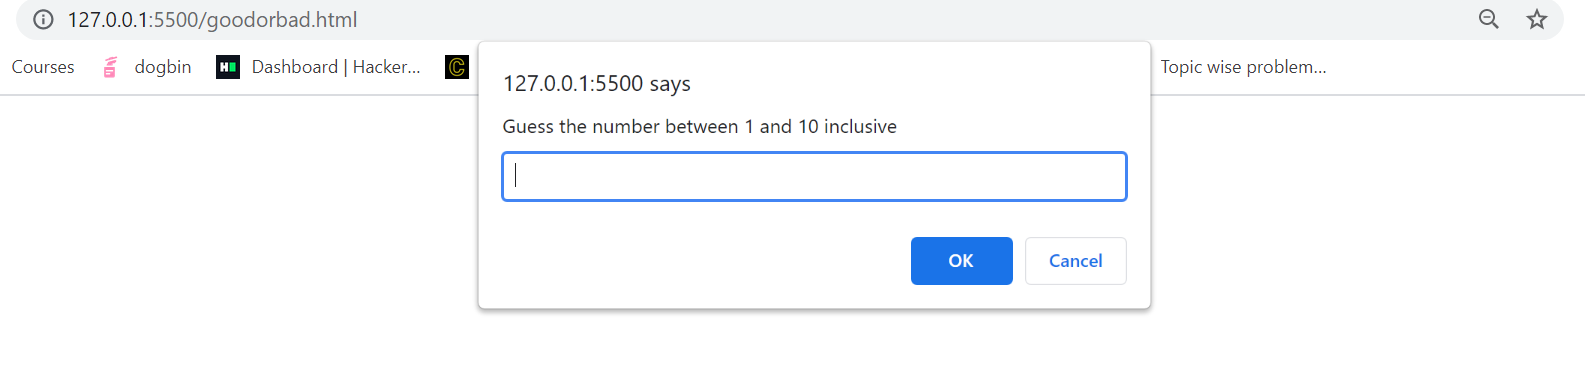 127.0.0.1:5500/goodorbad.html
Courses dogbin H Dashboard | Hacker... C Topic wise problem...
127.0.0.1:5500 says
Guess the number between 1 and 10 inclusive
OK Cancel